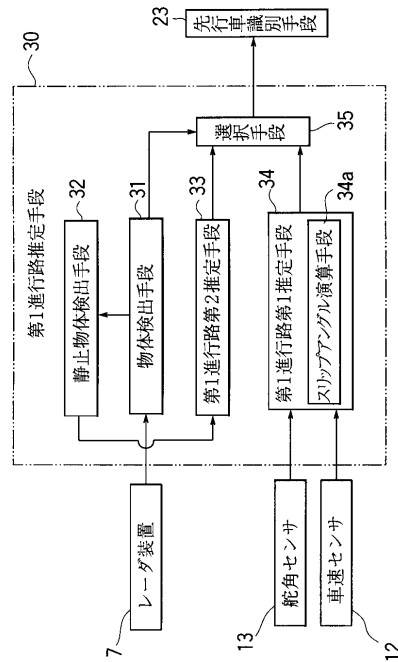 30
第1進行路推定手段
32
静止物体検出手段
31
物体検出手段
33
第1進行路第2推定手段
34
第1進行路第1推定手段
34a
スリップアングル演算手段
35
選択手段
23
先行車識別手段
7
レーダ装置
13
舵角センサ
12
車速センサ